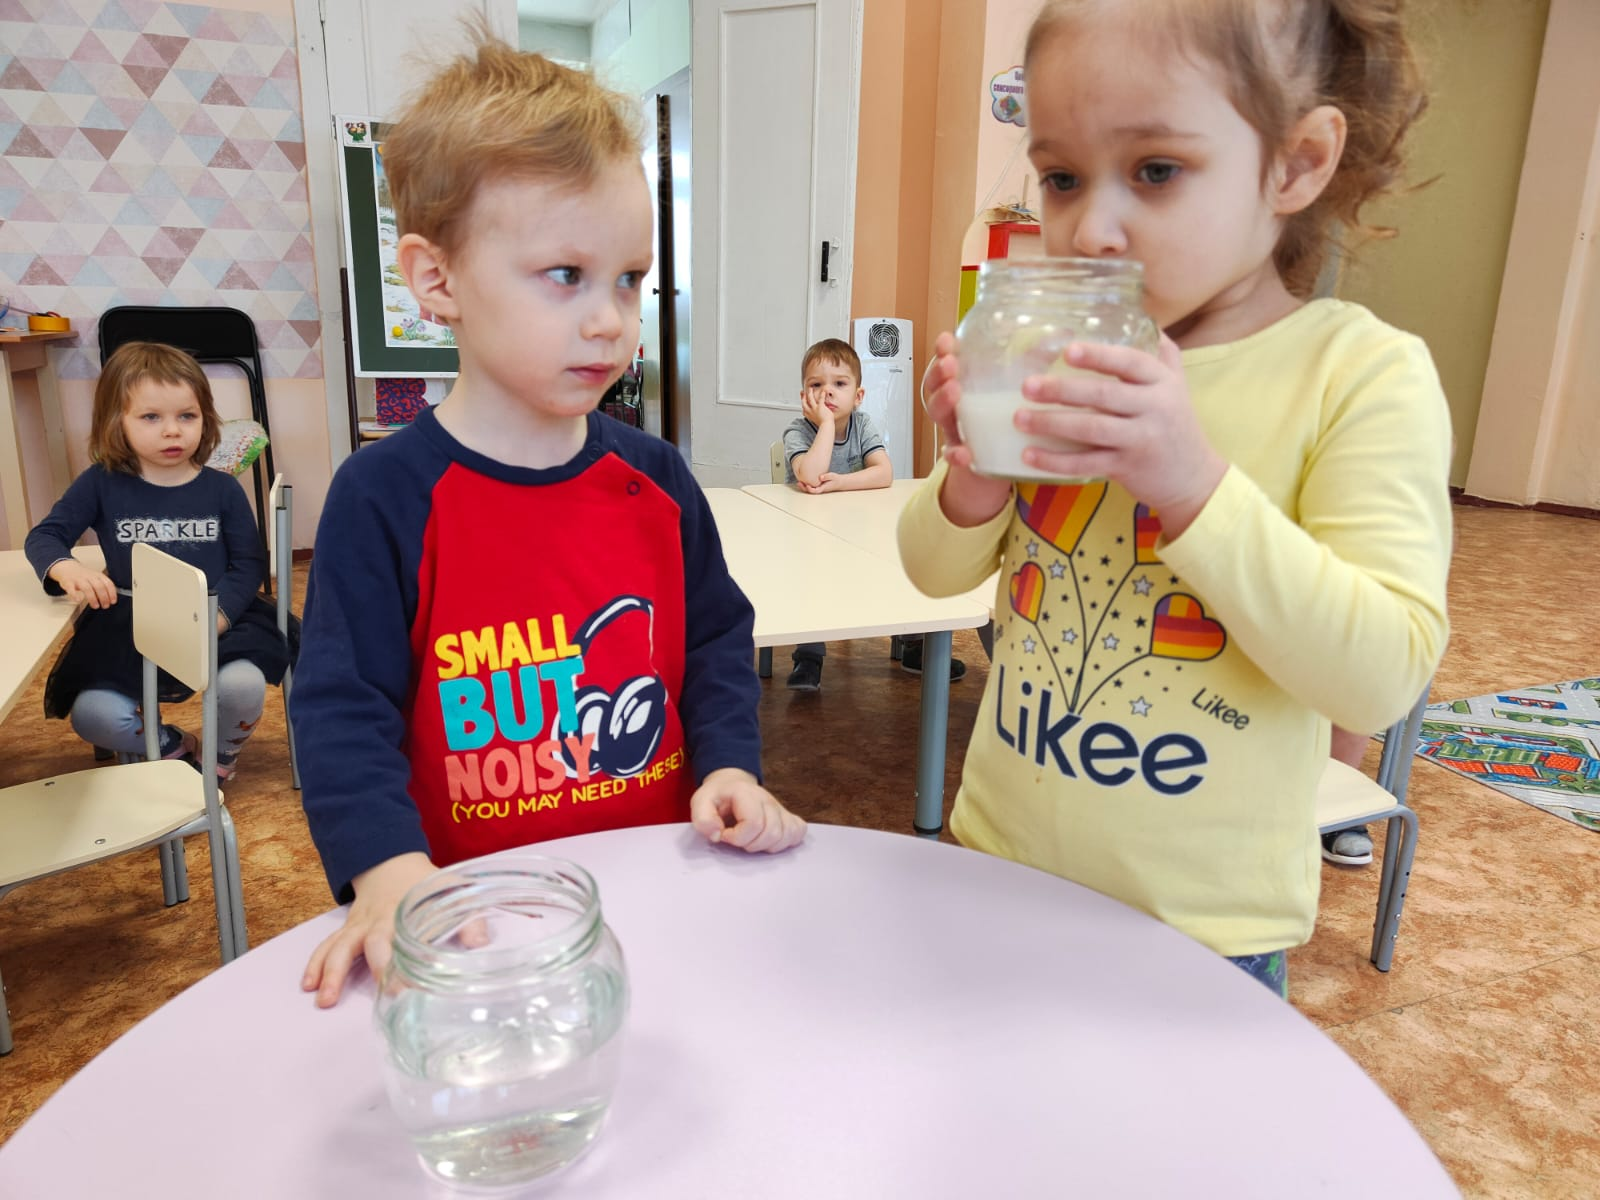 SPARKLE
SMALL
BUT
NOISY
(YOU MAY NEED THESE)
Likee
Likee